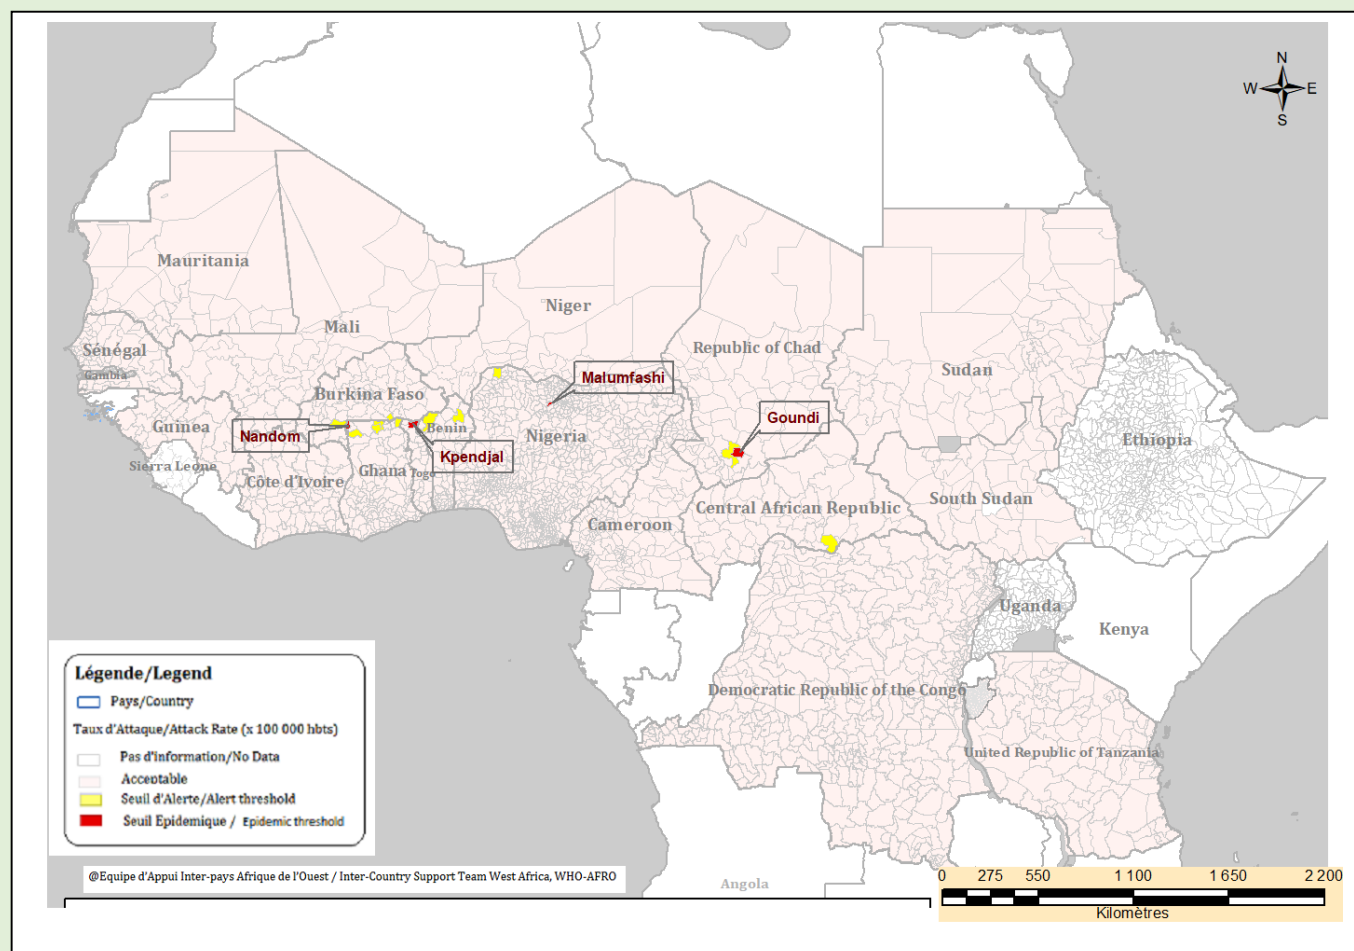 N
W E
S
Mauritania
Niger
Mali
Republic of Chad
Sénégal
Gambia
Sudan
Malumfashi
Burkina Faso
Goundi
Guinea
Nandom
Benin
Nigeria
Ethiopia
Kpendjal
Sierra Leone
Ghana
Togo
Côte d'Ivoire
South Sudan
Central African Republic
Cameroon
Uganda
Kenya
Democratic Republic of the Congo
United Republic of Tanzania
Angola
Légende/Legend
Pays/Country
Taux d'Attaque/Attack Rate (x 100 000 hbts)
Pas d'information/No Data
Acceptable
Seuil d'Alerte/Alert threshold
Seuil Epidemique / Epidemic threshold
@Equipe d'Appui Inter-pays Afrique de l'Ouest / Inter-Country Support Team West Africa, WHO-AFRO
0 275 550 1 100 1 650 2 200
Kilomètres